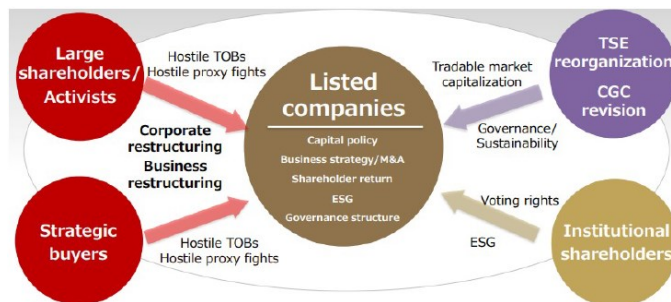 Large
shareholders/
Activists
Hostile TOBs
Hostile proxy fights
Corporate
restructuring
Business
restructuring
Strategic
buyers
Hostile TOBs
Hostile proxy fights
Listed
companies
Capital policy
Business strategy/M&A
Shareholder return
ESG
Governance structure
Tradable market
capitalization
Governance/
Sustainability
TSE
reorganization
CGC
revision
Voting rights
ESG
Institutional
shareholders